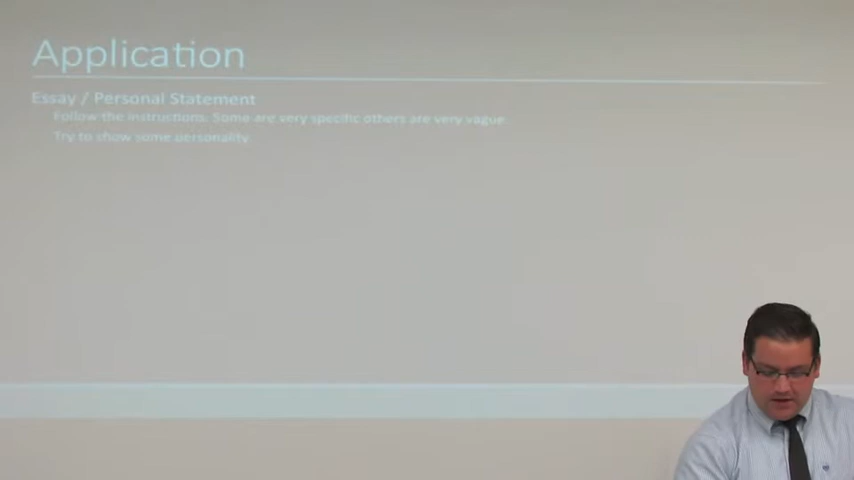 Application
Essay / Personal Statement
Follow the instructions. Some are very specific others are very vague
Try to show some personality